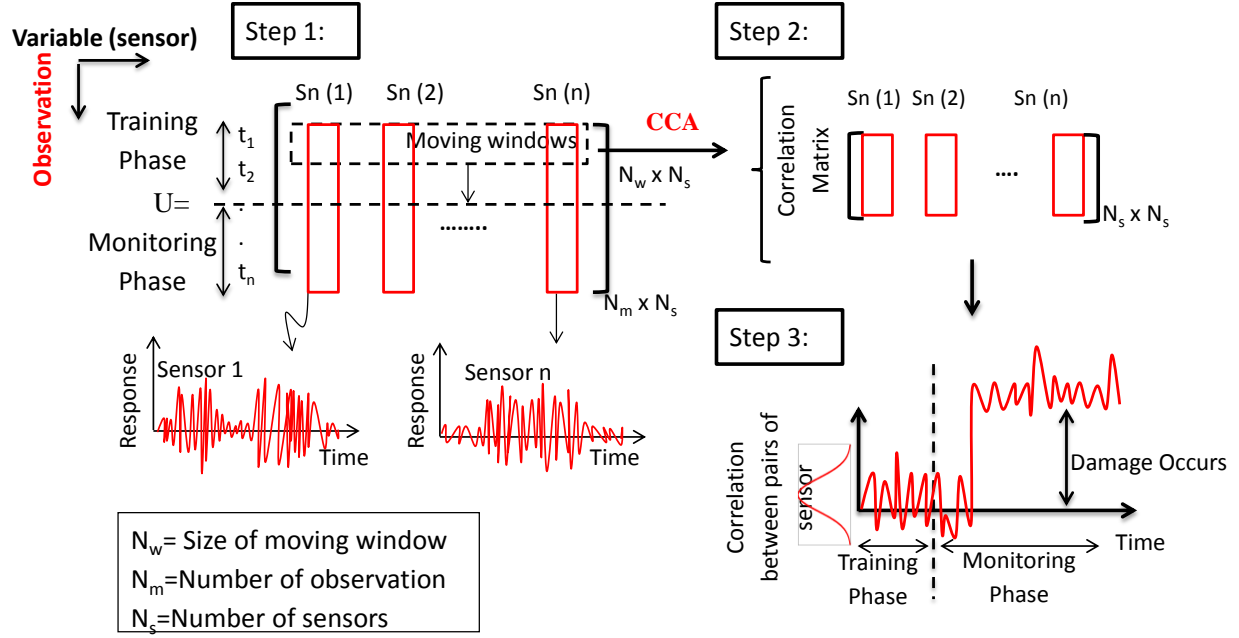 Variable (sensor)
Observation
Step 1:
Sn (1)
Sn (2)
Sn (n)
Training
Phase
t1
t2
Moving windows
U=
.
.
Monitoring
Phase
tn
........
Nw x Ns
Nm x Ns
CCA
Response
Sensor 1
Time
Response
Sensor n
Time
Nw= Size of moving window
Nm=Number of observation
Ns=Number of sensors
Step 2:
Correlation
Matrix
Sn (1)
Sn (2)
Sn (n)
....
Ns x Ns
Step 3:
Correlation
between pairs of
sensor
Damage Occurs
Time
Training
Phase
Monitoring
Phase